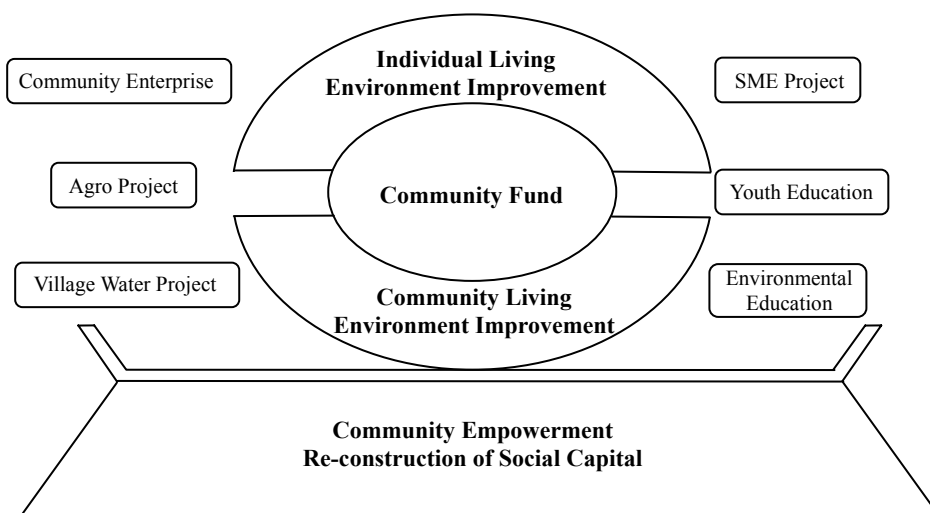 Individual Living
Environment Improvement
Community Enterprise
SME Project
Agro Project
Community Fund
Youth Education
Village Water Project
Community Living
Environment Improvement
Environmental
Education
Community Empowerment
Re-construction of Social Capital